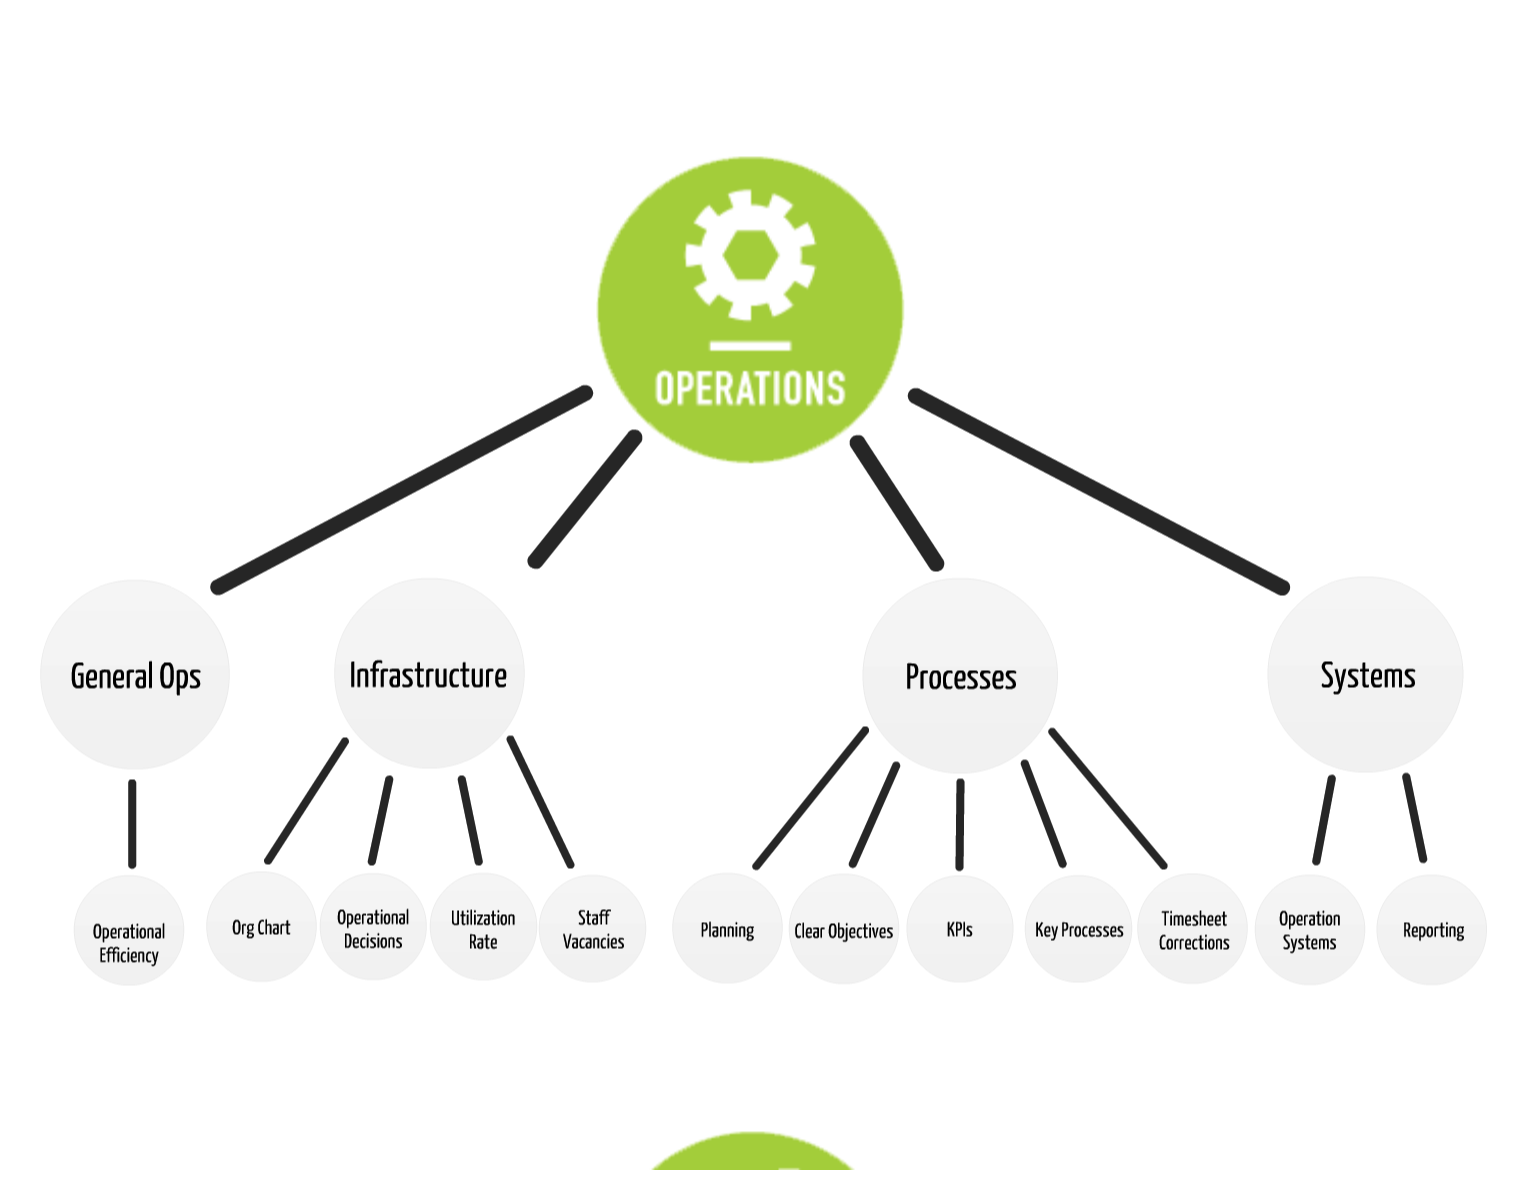 OPERATIONS
General Ops
Infrastructure
Processes
Systems
Operational
Efficiency
Org Chart
Operational
Decisions
Utilization
Rate
Staff
Vacancies
Planning
Clear Objectives
KPIs
Key Processes
Timesheet
Corrections
Operation
Systems
Reporting